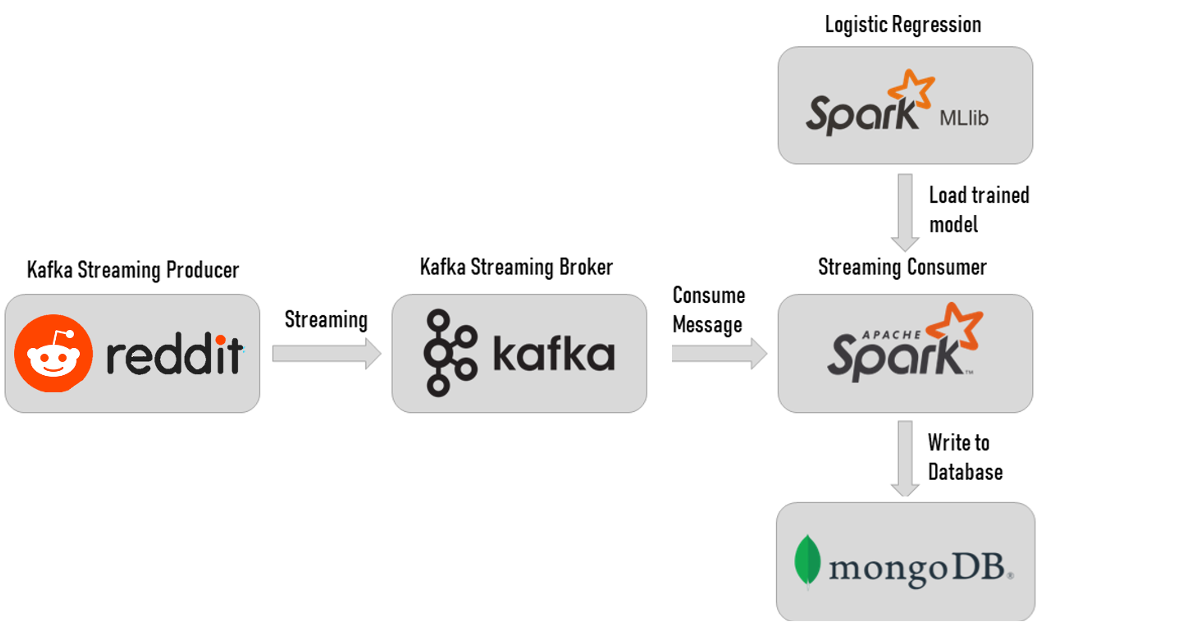 Logistic Regression
Spark MLlib
Load trained
model
Kafka Streaming Producer
Kafka Streaming Broker
Streaming Consumer
reddit
Streaming
kafka
Consume
Message
APACHE
Spark™
Write to
Database
mongoDB®